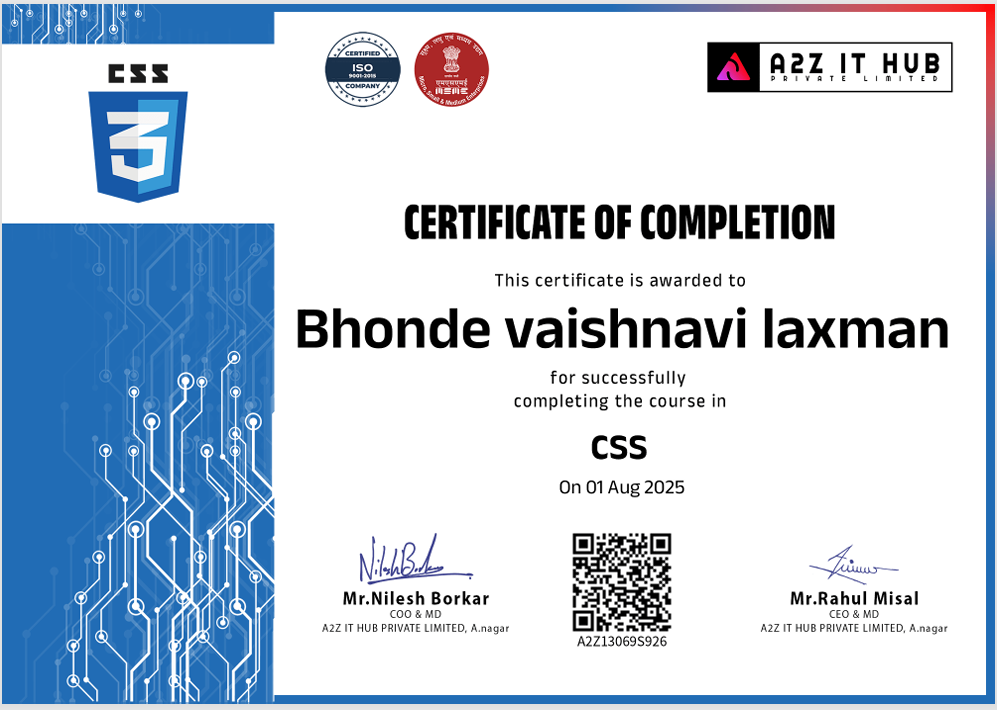 CSS
3
CERTIFIED
ISO
9001-2015
COMPANY
सूक्ष्म, लघु एवं मध्यम उद्यम
एमएसएमई
MSME
Micro, Small & Medium Enterprises
A2Z IT HUB
PRIVATE LIMITED
CERTIFICATE OF COMPLETION
This certificate is awarded to
Bhonde vaishnavi laxman
for successfully
completing the course in
CSS
On 01 Aug 2025
Mr.Nilesh Borkar
COO & MD
A2Z IT HUB PRIVATE LIMITED, A.nagar
A2Z13069S926
Mr.Rahul Misal
CEO & MD
A2Z IT HUB PRIVATE LIMITED, A.nagar